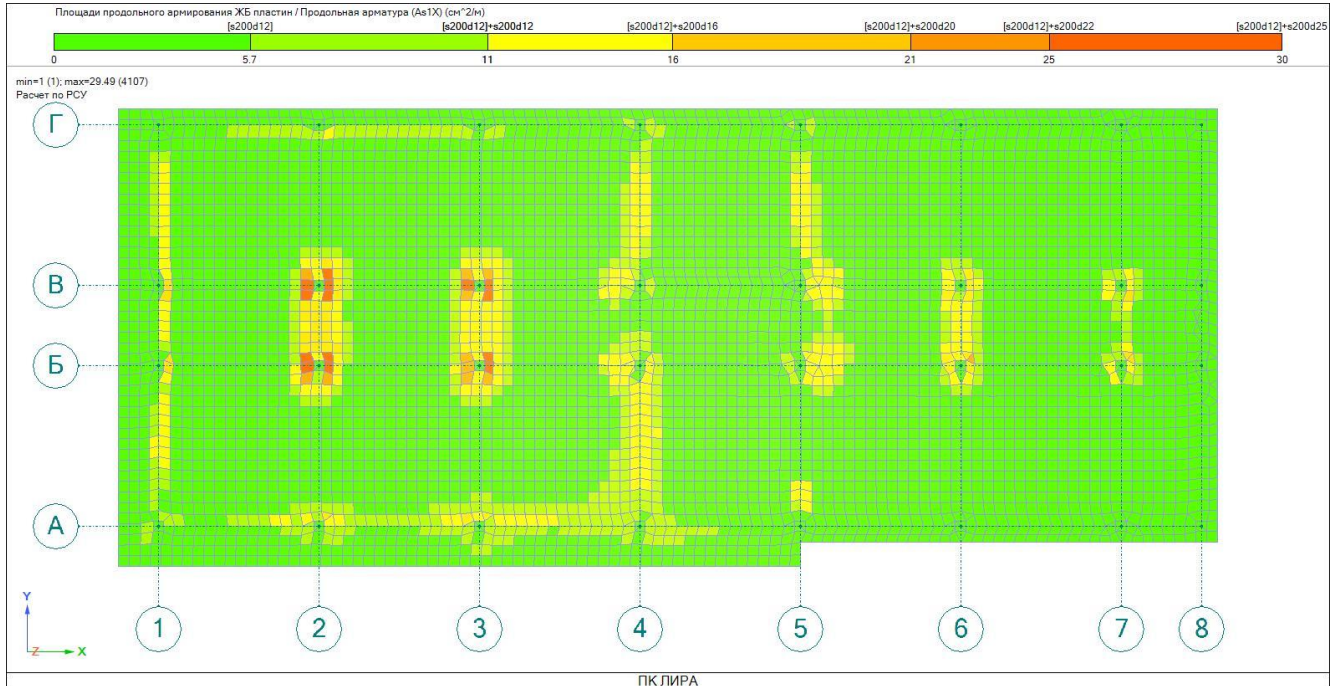 Площади продольного армирования ЖБ пластин / Продольная арматура (As1X) (см^2/м)
[s200d12] [s200d12]+s200d12 [s200d12]+s200d16 [s200d12]+s200d20 [s200d12]+s200d22 [s200d12]+s200d25
0 5.7 11 16 21 25 30
min=1 (1); max=29.49 (4107)
Расчет по РСУ
Г
В
Б
А
1 2 3 4 5 6 7 8
Y
Z X
ПК ЛИРА